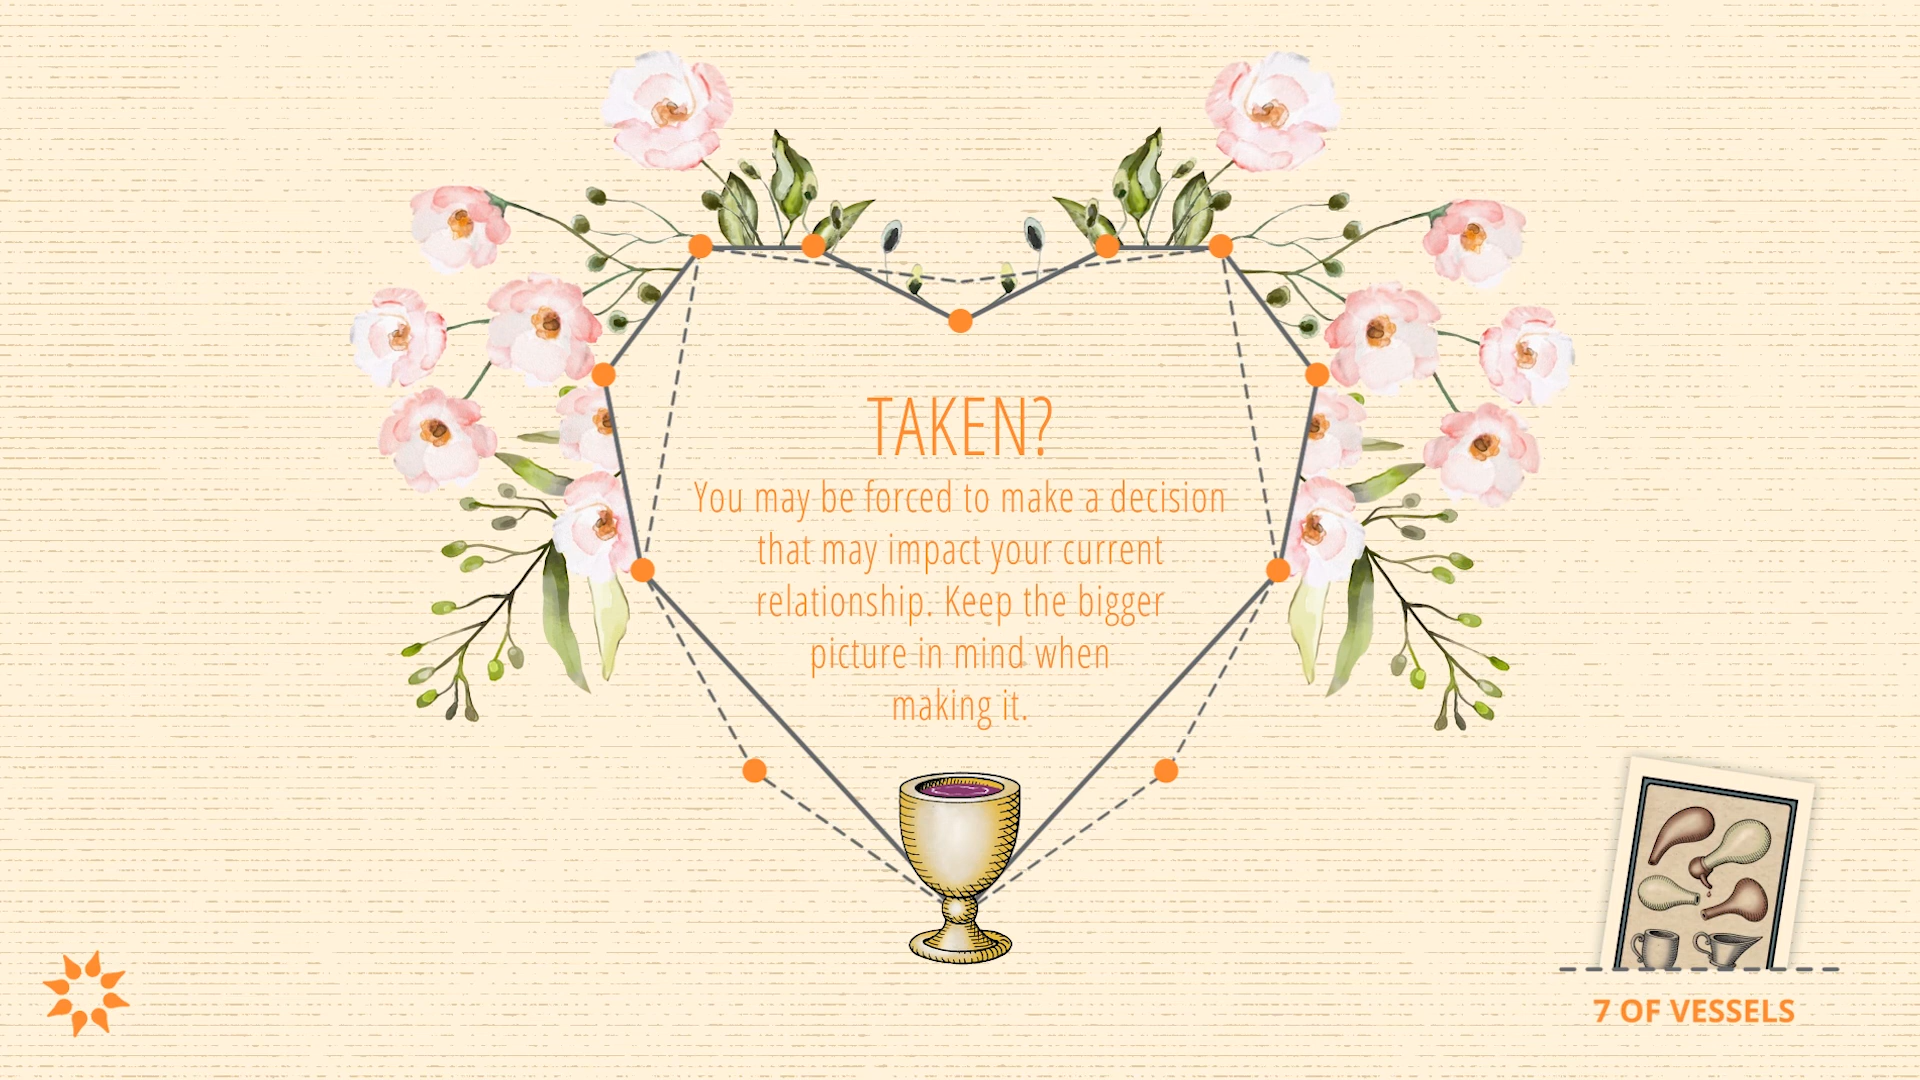 TAKEN?
You may be forced to make a decision
that may impact your current
relationship. Keep the bigger
picture in mind when
making it.
7 OF VESSELS